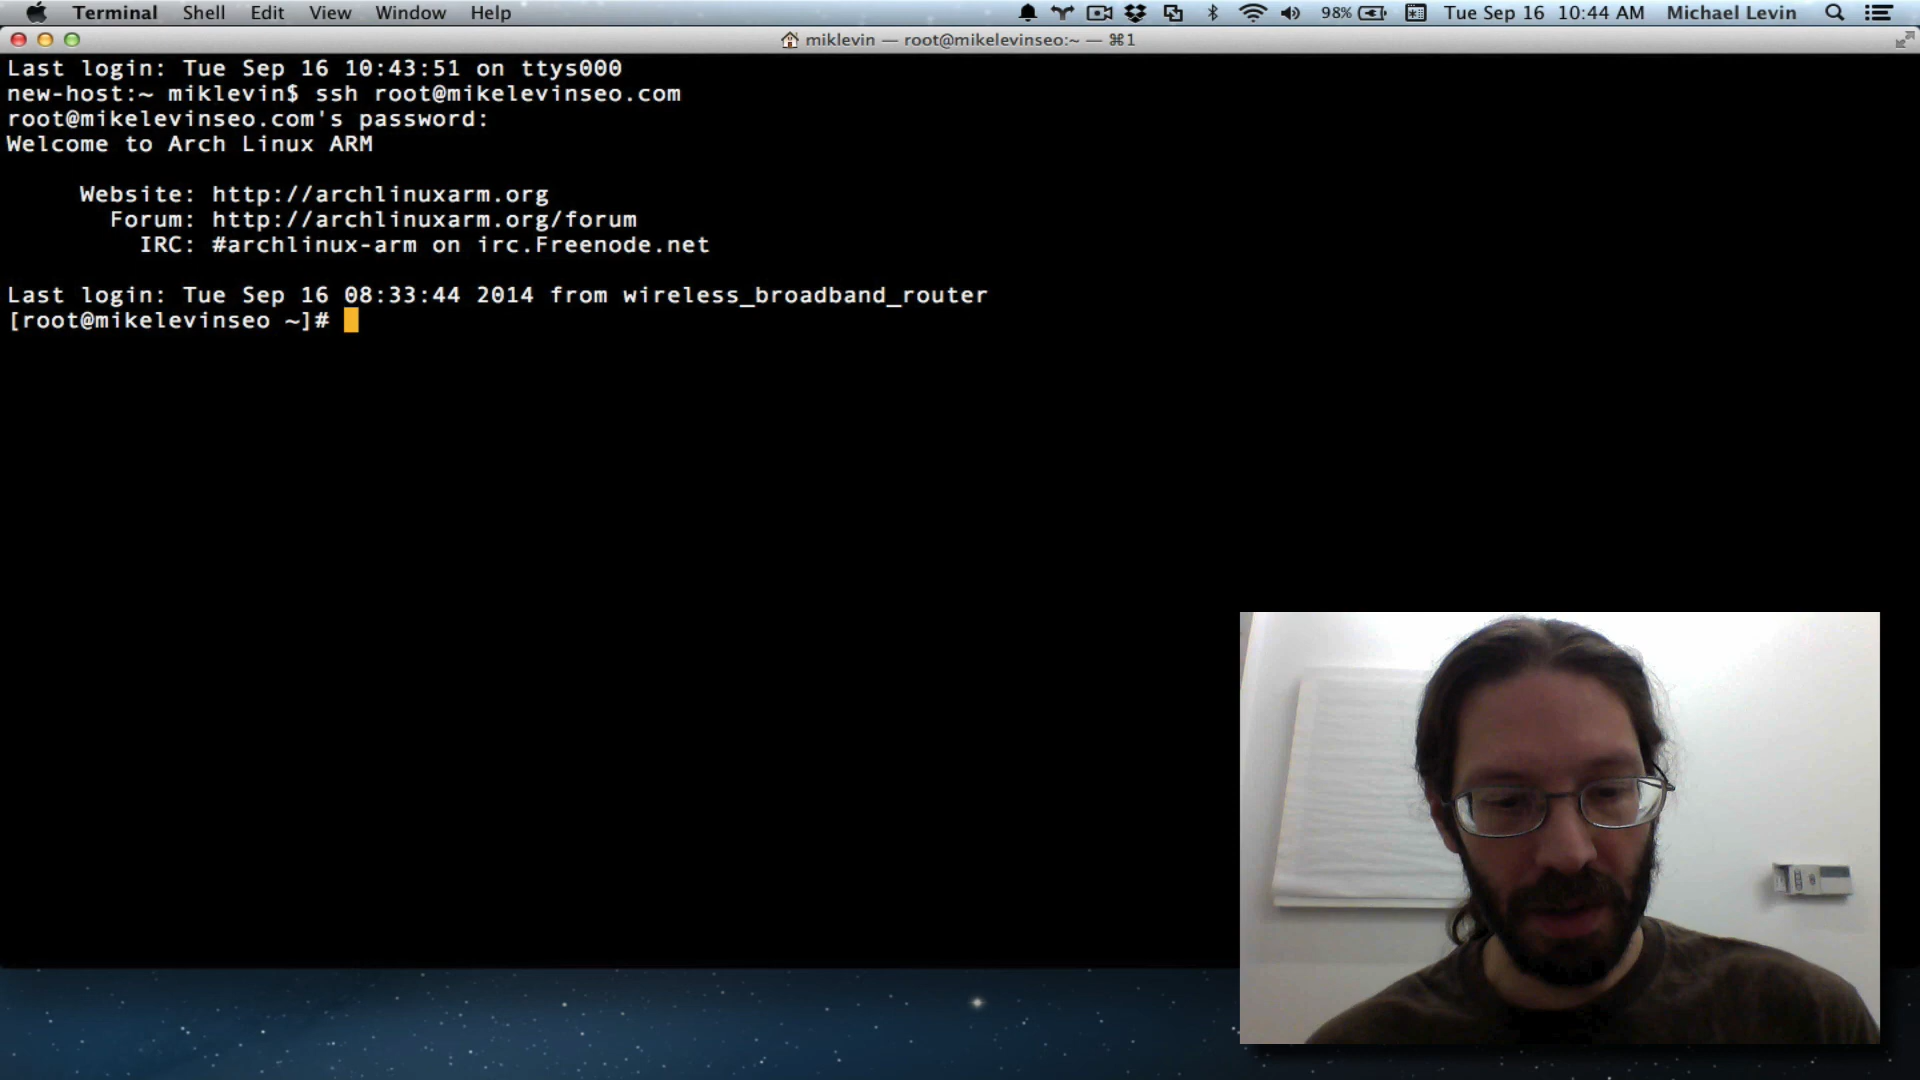 Terminal Shell Edit View Window Help 98% Tue Sep 16 10:44 AM Michael Levin
miklevin — root@mikelevinseo:~ — ⌘1
Last login: Tue Sep 16 10:43:51 on ttys000
new-host:~ miklevin$ ssh root@mikelevinseo.com
root@mikelevinseo.com's password:
Welcome to Arch Linux ARM
Website: http://archlinuxarm.org
Forum: http://archlinuxarm.org/forum
IRC: #archlinux-arm on irc.Freenode.net
Last login: Tue Sep 16 08:33:44 2014 from wireless_broadband_router
[root@mikelevinseo ~]#